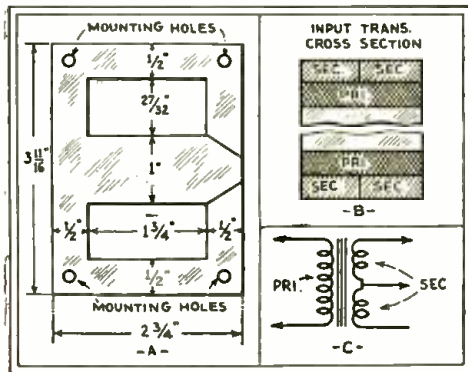 MOUNTING HOLES
1/2"
27/32"
3 11/16"
1"
1/2"
1 3/4"
1/2"
1/2"
MOUNTING HOLES
2 3/4"
-A-
INPUT TRANS.
CROSS SECTION
SEC. SEC
PRI.
PRI.
SEC SEC
-B-
PRI.
SEC
-C-